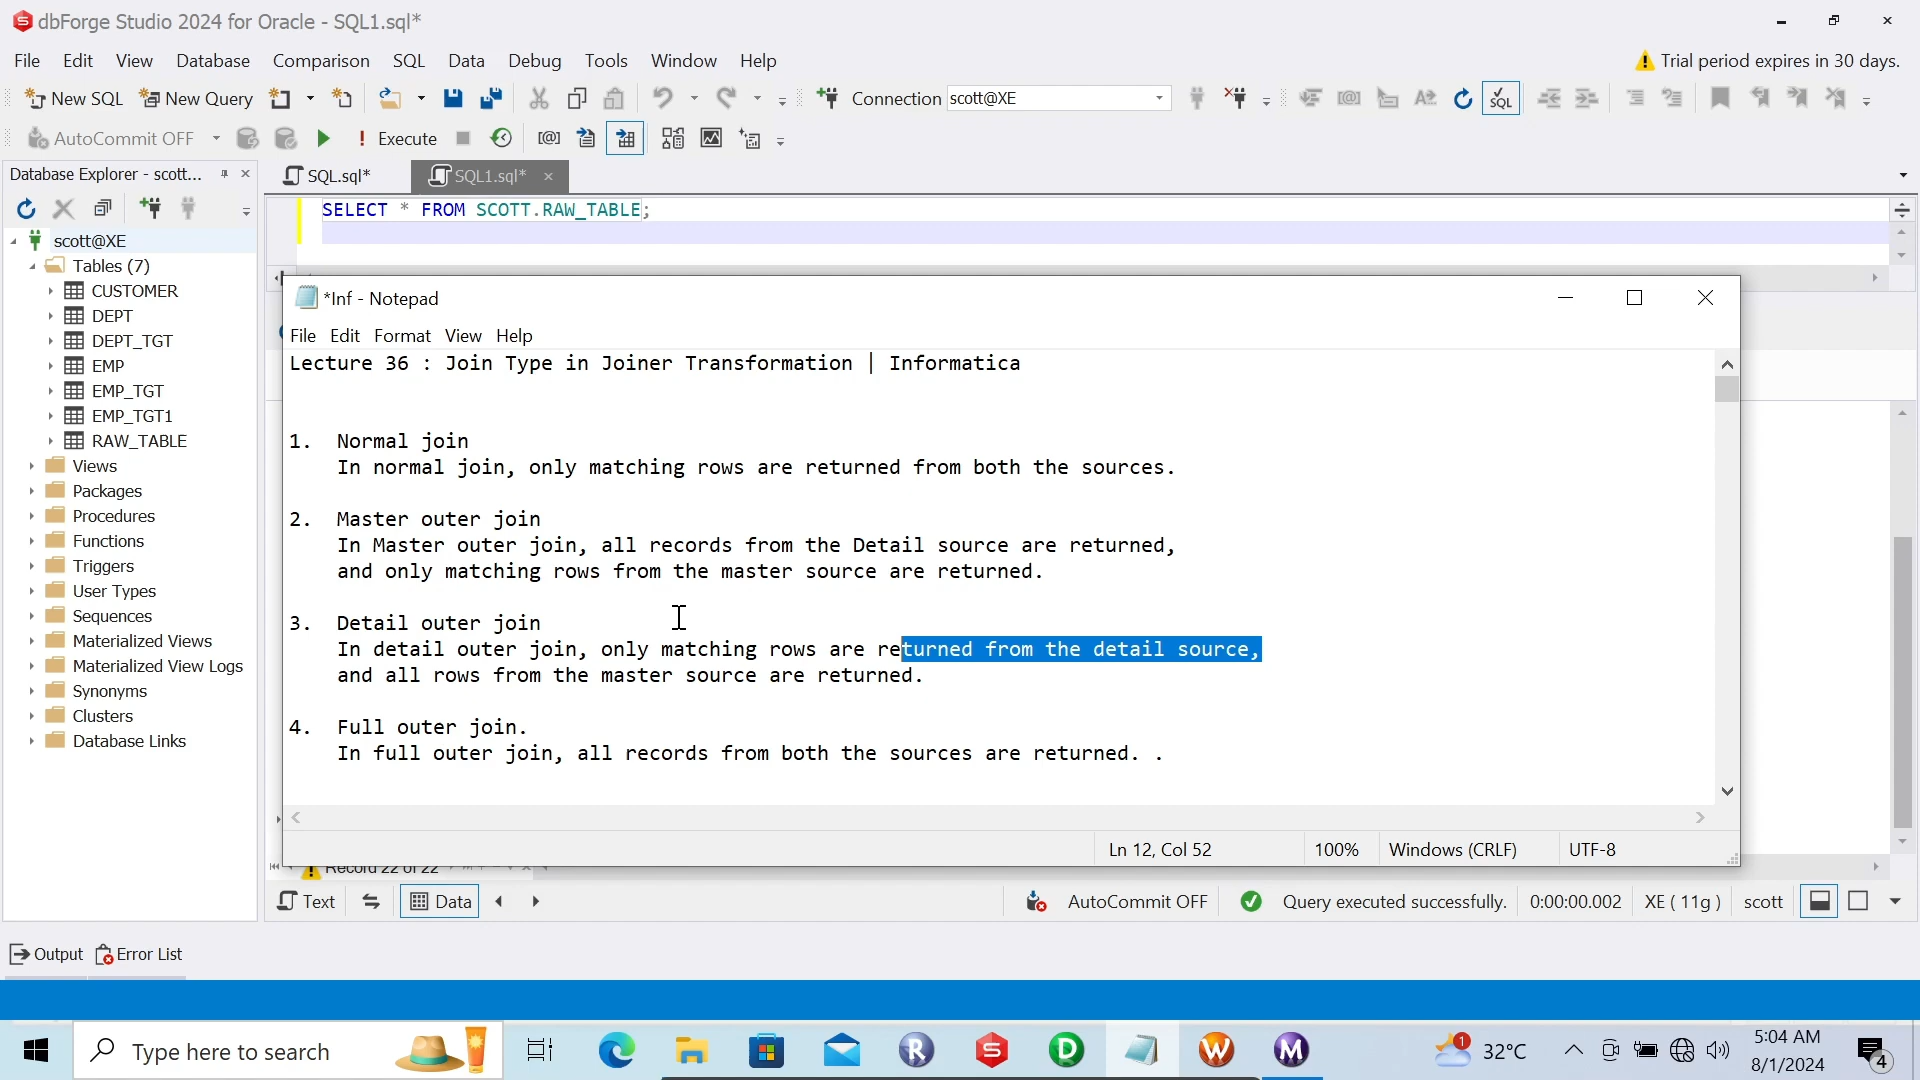 dbForge Studio 2024 for Oracle - SQL1.sql*
File Edit View Database Comparison SQL Data Debug Tools Window Help
Trial period expires in 30 days.
New SQL New Query Connection scott@XE
AutoCommit OFF Execute
Database Explorer - scott...
SQL.sql* SQL1.sql*
SELECT * FROM SCOTT.RAW_TABLE;
scott@XE
Tables (7)
CUSTOMER
DEPT
DEPT_TGT
EMP
EMP_TGT
EMP_TGT1
RAW_TABLE
Views
Packages
Procedures
Functions
Triggers
User Types
Sequences
Materialized Views
Materialized View Logs
Synonyms
Clusters
Database Links
*Inf - Notepad
File Edit Format View Help
Lecture 36 : Join Type in Joiner Transformation | Informatica
1. Normal join
In normal join, only matching rows are returned from both the sources.
2. Master outer join
In Master outer join, all records from the Detail source are returned,
and only matching rows from the master source are returned.
3. Detail outer join
In detail outer join, only matching rows are returned from the detail source,
and all rows from the master source are returned.
4. Full outer join.
In full outer join, all records from both the sources are returned. .
Ln 12, Col 52 100% Windows (CRLF) UTF-8
Record 22 of 22
Text Data AutoCommit OFF Query executed successfully. 0:00:00.002 XE ( 11g ) scott
Output Error List
Type here to search
1 32°C
5:04 AM
8/1/2024
4